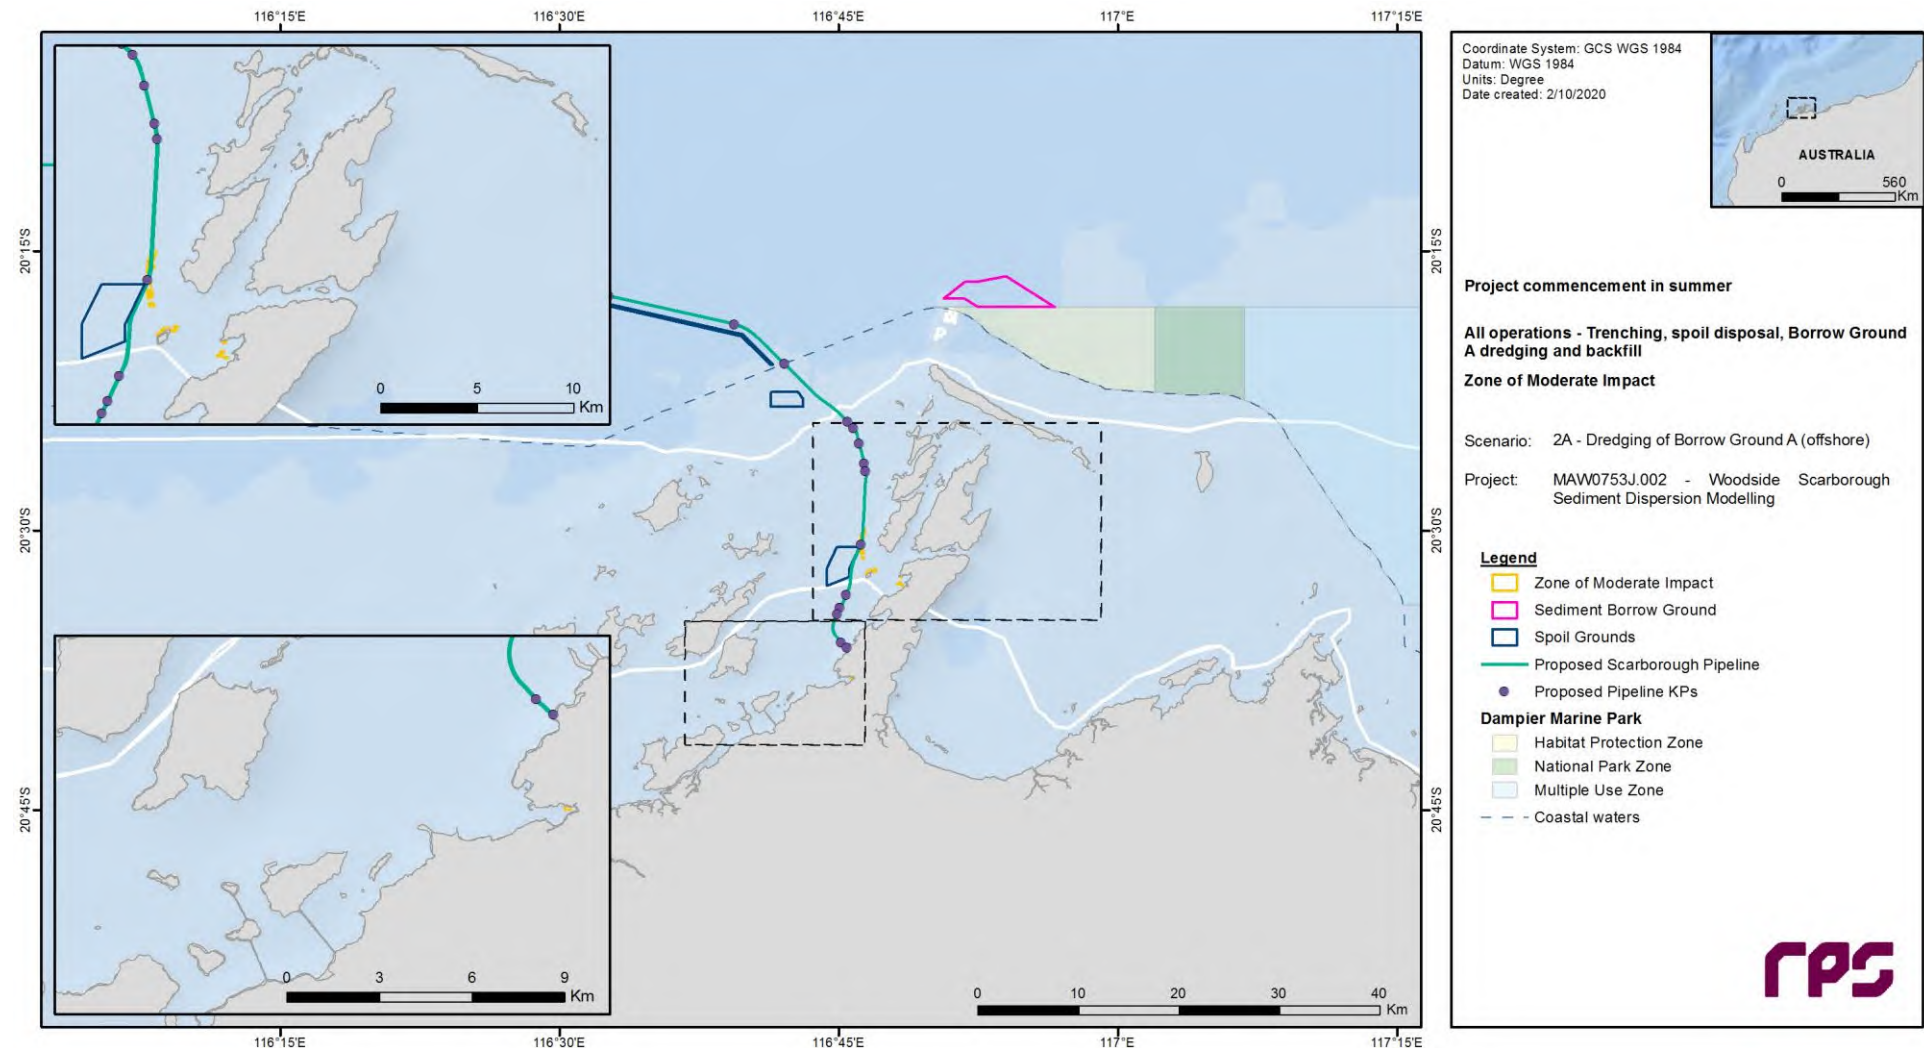 116°15'E
116°30'E
116°45'E
117°E
117°15'E
20°15'S
20°30'S
20°45'S
0
5
10
Km
0
3
6
9
Km
0
10
20
30
40
Km
20°15'S
20°30'S
20°45'S
116°15'E
116°30'E
116°45'E
117°E
117°15'E
Coordinate System: GCS WGS 1984
Datum: WGS 1984
Units: Degree
Date created: 2/10/2020
AUSTRALIA
0
560
Km
Project commencement in summer
All operations - Trenching, spoil disposal, Borrow Ground
A dredging and backfill
Zone of Moderate Impact
Scenario: 2A - Dredging of Borrow Ground A (offshore)
Project: MAW0753J.002 - Woodside Scarborough
Sediment Dispersion Modelling
Legend
Zone of Moderate Impact
Sediment Borrow Ground
Spoil Grounds
Proposed Scarborough Pipeline
Proposed Pipeline KPs
Dampier Marine Park
Habitat Protection Zone
National Park Zone
Multiple Use Zone
Coastal waters
rps